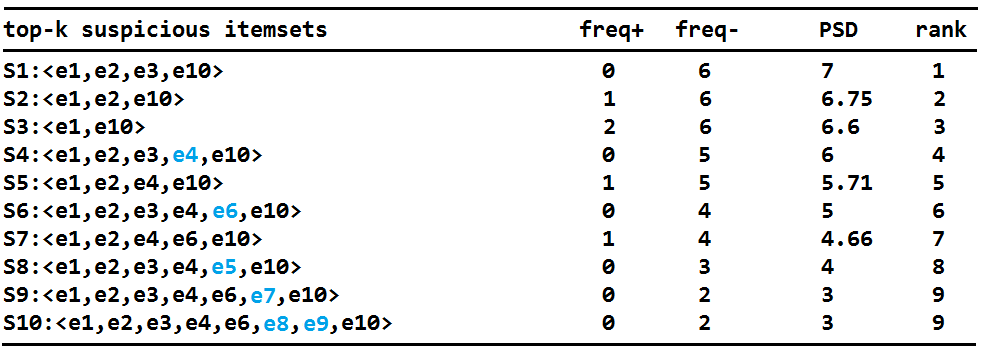 top-k suspicious itemsets freq+ freq- PSD rank
S1:<e1,e2,e3,e10> 0 6 7 1
S2:<e1,e2,e10> 1 6 6.75 2
S3:<e1,e10> 2 6 6.6 3
S4:<e1,e2,e3,e4,e10> 0 5 6 4
S5:<e1,e2,e4,e10> 1 5 5.71 5
S6:<e1,e2,e3,e4,e6,e10> 0 4 5 6
S7:<e1,e2,e4,e6,e10> 1 4 4.66 7
S8:<e1,e2,e3,e4,e5,e10> 0 3 4 8
S9:<e1,e2,e3,e4,e6,e7,e10> 0 2 3 9
S10:<e1,e2,e3,e4,e6,e8,e9,e10> 0 2 3 9